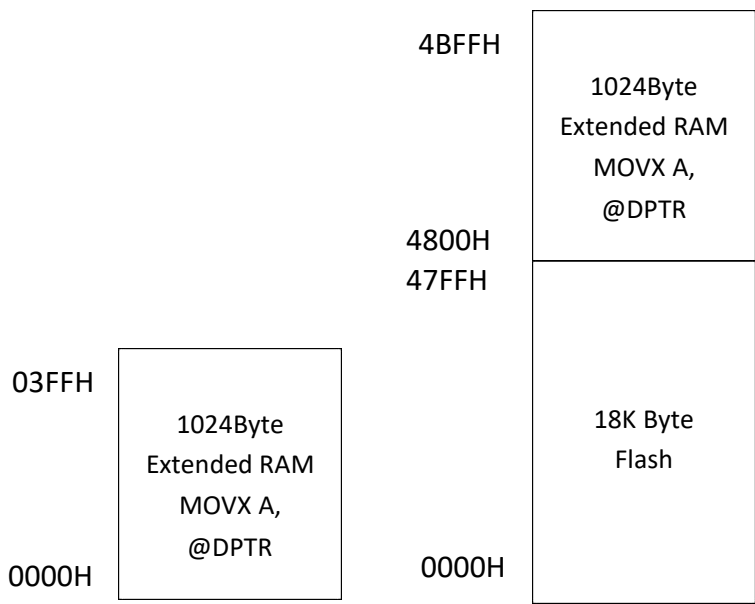 4BFFH
1024Byte
Extended RAM
MOVX A,
@DPTR
4800H
47FFH
03FFH
1024Byte
Extended RAM
MOVX A,
@DPTR
0000H
18K Byte
Flash
0000H